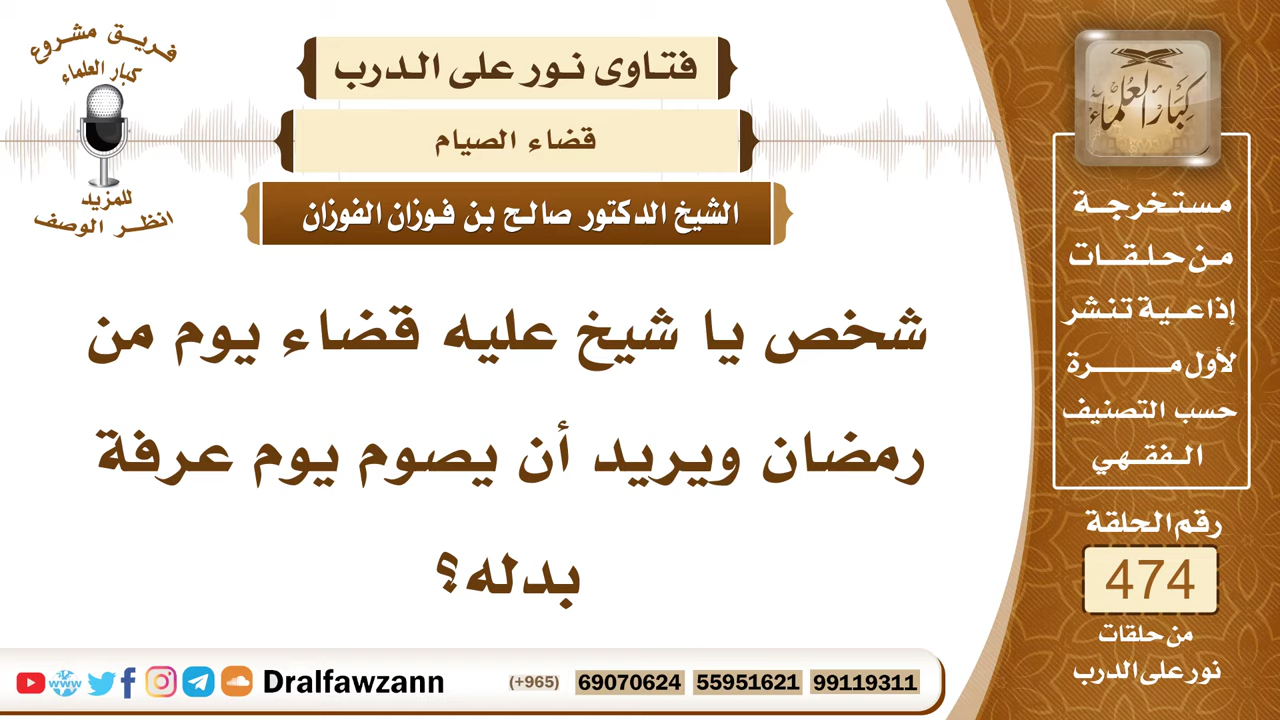 فريق مشروع
كبار العلماء
للمزيد
انظر الوصف
فتاوى نور على الدرب
قضاء الصيام
الشيخ الدكتور صالح بن فوزان الفوزان
شخص يا شيخ عليه قضاء يوم من
رمضان ويريد أن يصوم يوم عرفة
بدله؟
كبار العلماء
مستخرجة
من حلقات
إذاعية تنشر
لأول مرة
حسب التصنيف
الفقهي
رقم الحلقة
474
من حلقات
نور على الدرب
www Dralfawzann (+965) 69070624 55951621 99119311